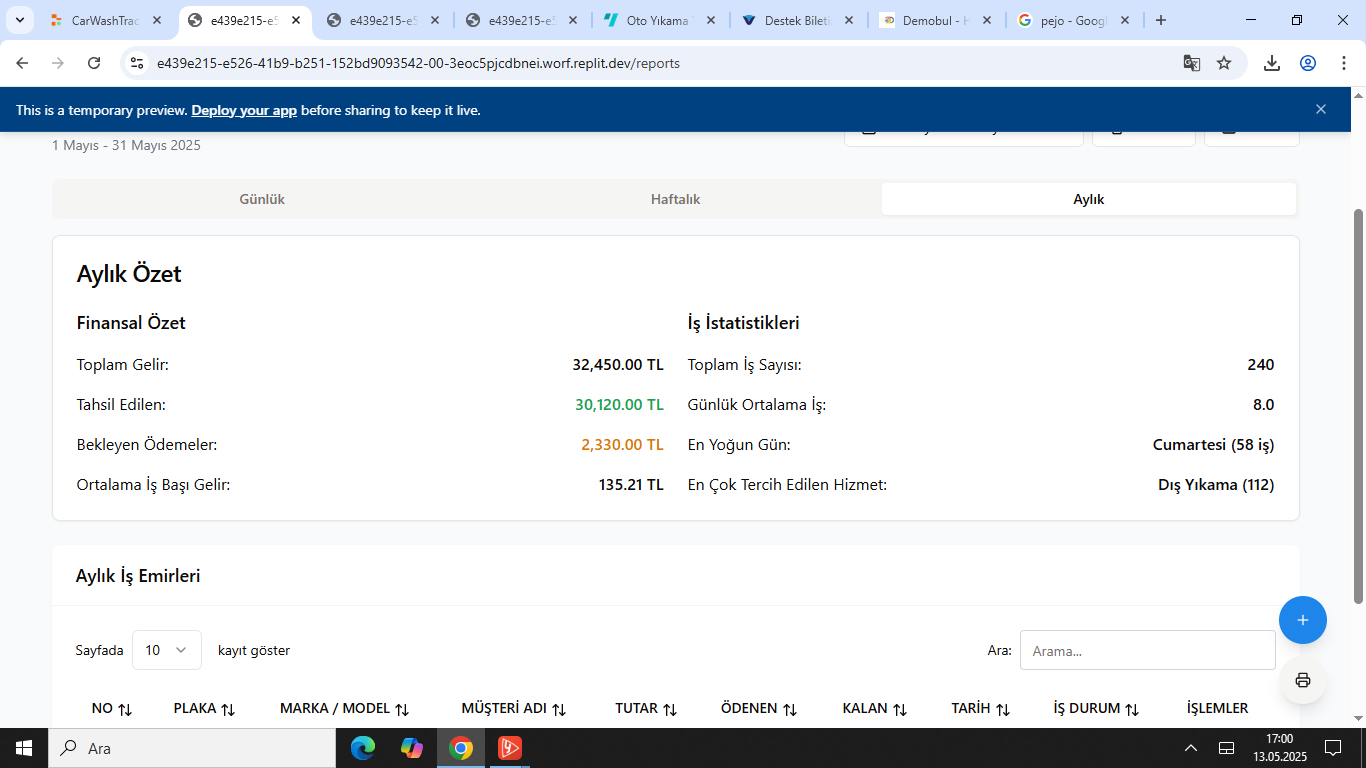 CarWashTrac
e439e215-e5
e439e215-e5
e439e215-e5
Oto Yıkama
Destek Bileti
Demobul - H
pejo - Googl
e439e215-e526-41b9-b251-152bd9093542-00-3eoc5pjcdbnei.worf.replit.dev/reports
This is a temporary preview. Deploy your app before sharing to keep it live.
1 Mayıs - 31 Mayıs 2025
Günlük Haftalık Aylık
Aylık Özet
Finansal Özet
Toplam Gelir: 32,450.00 TL
Tahsil Edilen: 30,120.00 TL
Bekleyen Ödemeler: 2,330.00 TL
Ortalama İş Başı Gelir: 135.21 TL
İş İstatistikleri
Toplam İş Sayısı: 240
Günlük Ortalama İş: 8.0
En Yoğun Gün: Cumartesi (58 iş)
En Çok Tercih Edilen Hizmet: Dış Yıkama (112)
Aylık İş Emirleri
Sayfada 10 kayıt göster
Ara: Arama...
NO PLAKA MARKA / MODEL MÜŞTERİ ADI TUTAR ÖDENEN KALAN TARİH İŞ DURUM İŞLEMLER
Ara
17:00
13.05.2025